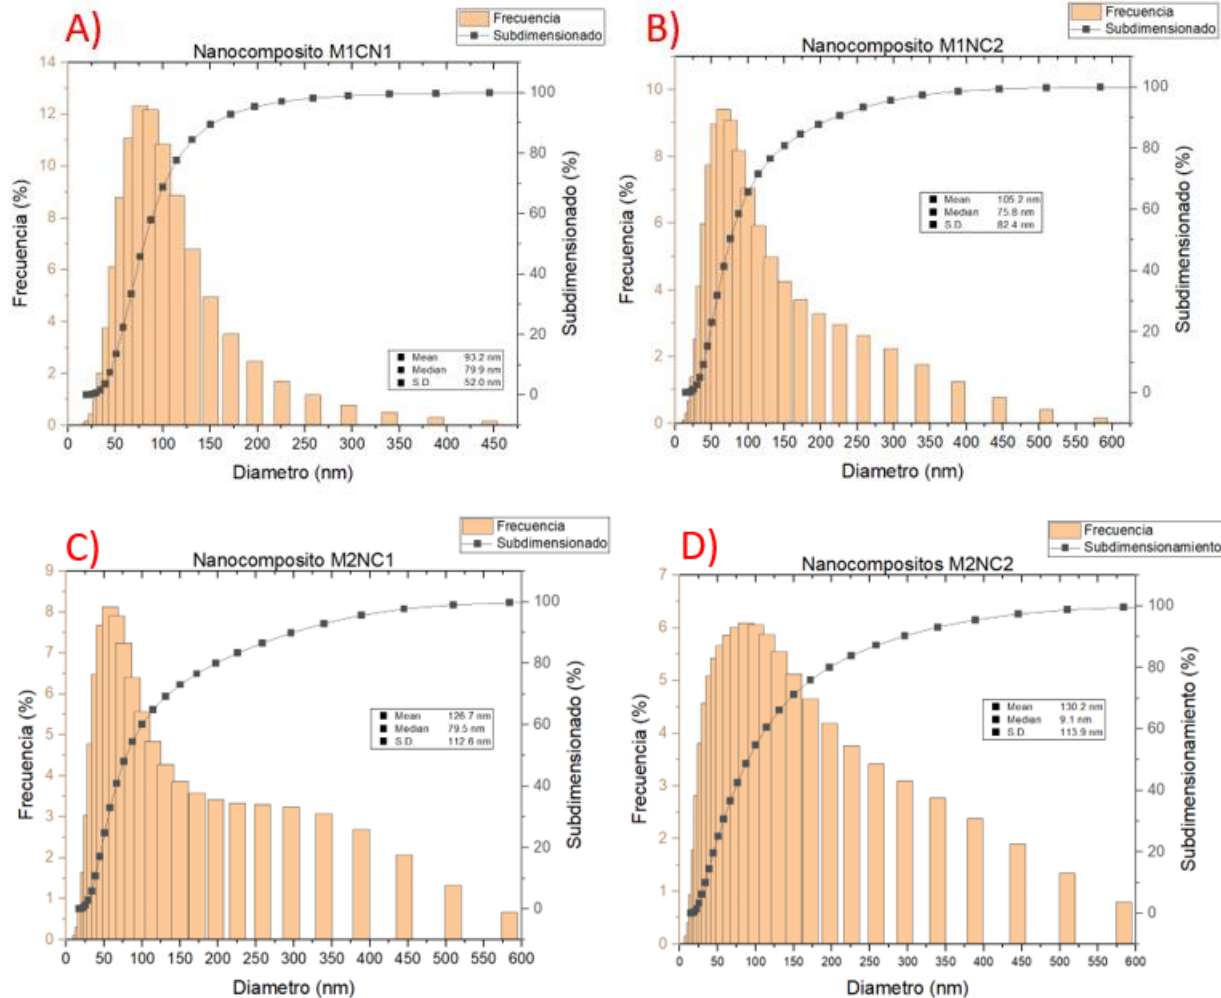 A)
Frecuencia
Subdimensionado
Nanocomposito M1CN1
14
12
10
8
6
4
2
0
Frecuencia (%)
100
80
60
40
20
0
Subdimensionado (%)
Mean 93.2 nm
Median 79.9 nm
S.D. 52.0 nm
0 50 100 150 200 250 300 350 400 450
Diametro (nm)
B)
Frecuencia
Subdimensionado
Nanocomposito M1NC2
10
8
6
4
2
0
Frecuencia (%)
100
80
60
40
20
0
Subdimensionado (%)
Mean 105.2 nm
Median 75.8 nm
S.D. 82.4 nm
0 50 100 150 200 250 300 350 400 450 500 550 600
Diametro (nm)
C)
Frecuencia
Subdimensionado
Nanocomposito M2NC1
9
8
7
6
5
4
3
2
1
0
Frecuencia (%)
100
80
60
40
20
0
Subdimensionado (%)
Mean 126.7 nm
Median 79.5 nm
S.D. 112.6 nm
0 50 100 150 200 250 300 350 400 450 500 550 600
Diametro (nm)
D)
Frecuencia
Subdimensionamiento
Nanocompositos M2NC2
7
6
5
4
3
2
1
0
Frecuencia (%)
100
80
60
40
20
0
Subdimensionamiento (%)
Mean 130.2 nm
Median 9.1 nm
S.D. 113.9 nm
0 50 100 150 200 250 300 350 400 450 500 550 600
Diametro (nm)